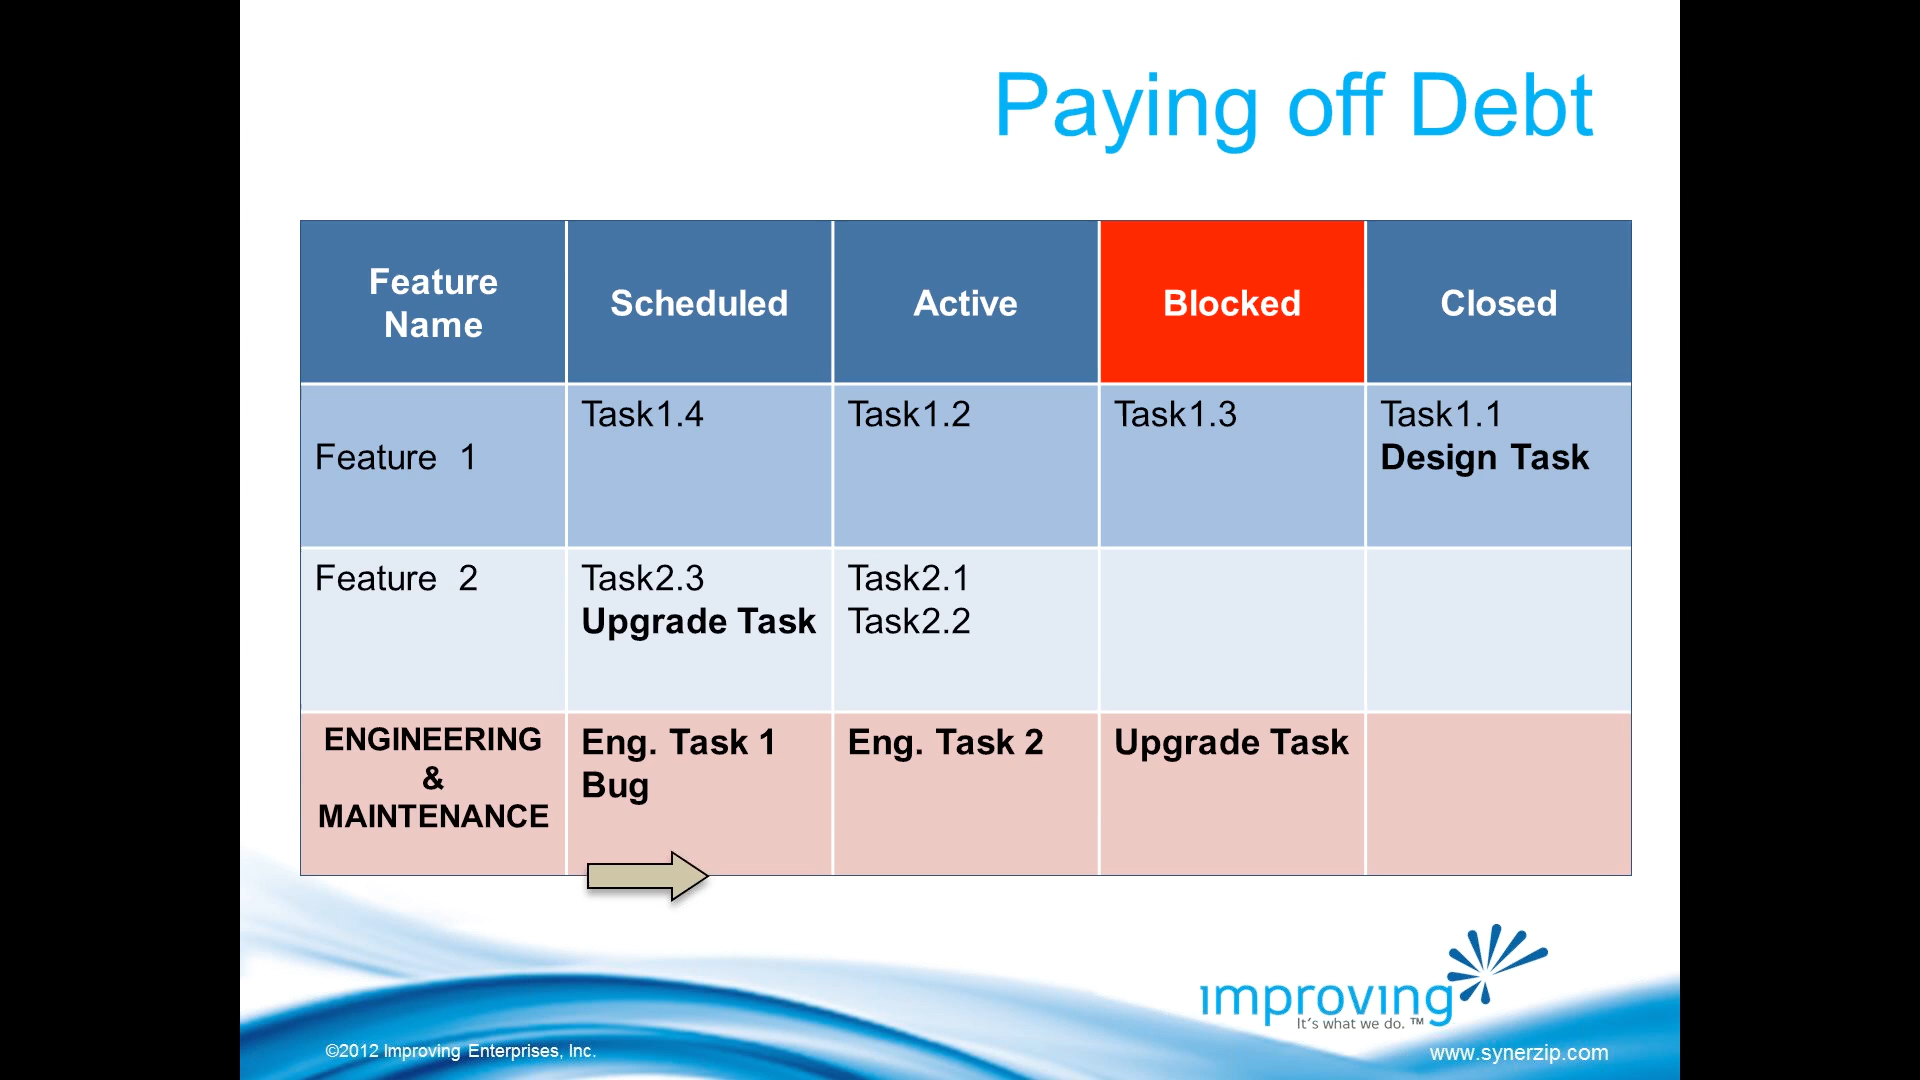 Paying off Debt
Feature
Name
Scheduled
Active
Blocked
Closed
Feature 1
Task1.4
Task1.2
Task1.3
Task1.1
Design Task
Feature 2
Task2.3
Upgrade Task
Task2.1
Task2.2
ENGINEERING
&
MAINTENANCE
Eng. Task 1
Bug
Eng. Task 2
Upgrade Task
improving
It's what we do. ™
©2012 Improving Enterprises, Inc.
www.synerzip.com